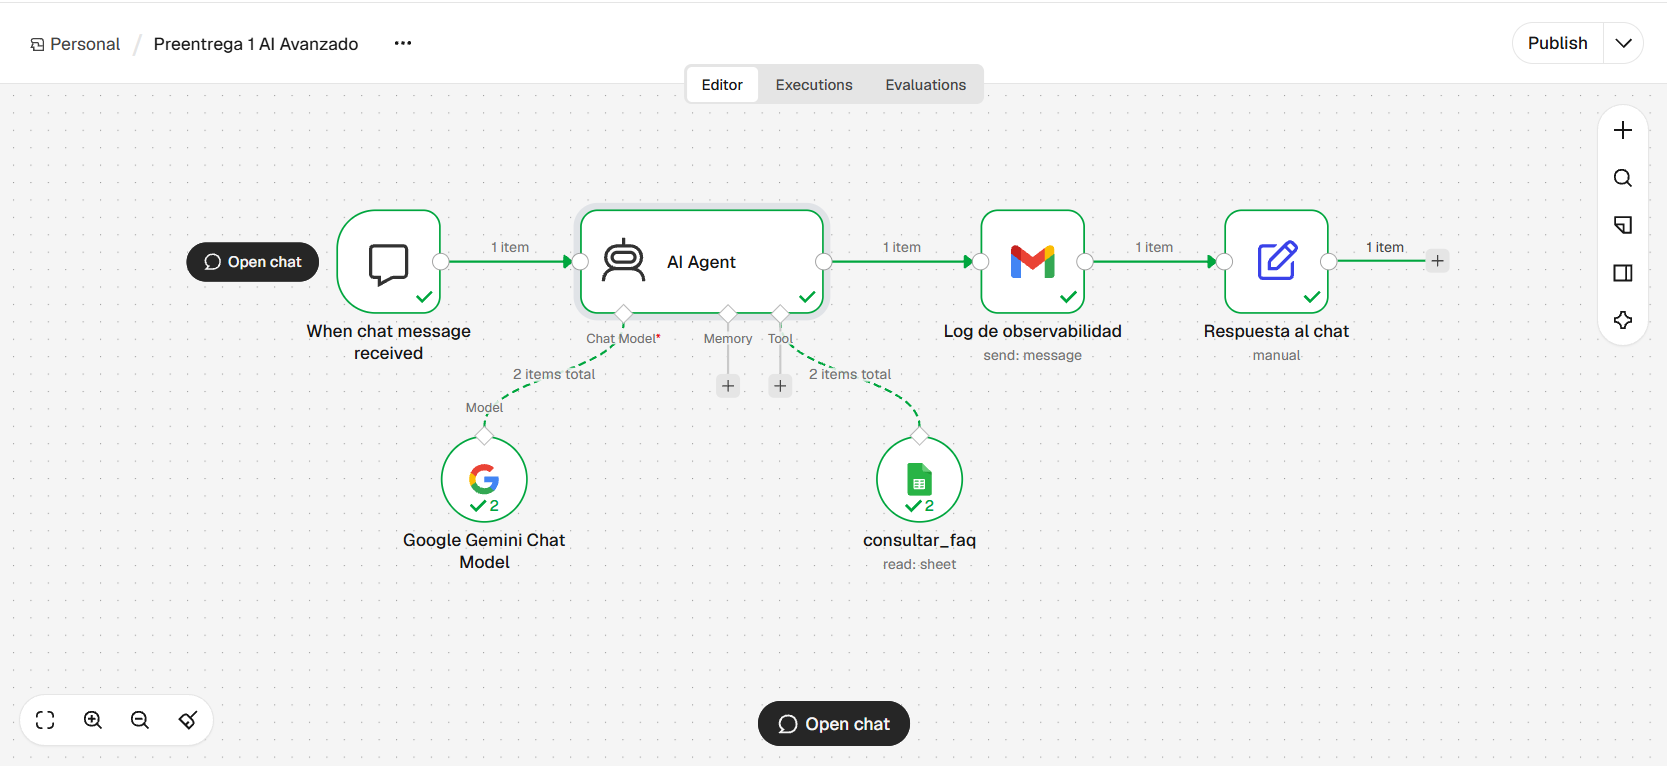 Personal / Preentrega 1 AI Avanzado ...
Publish
Editor Executions Evaluations
Open chat
1 item
AI Agent
1 item
1 item
1 item
When chat message
received
Chat Model*
Memory
Tool
Log de observabilidad
send: message
Respuesta al chat
manual
2 items total
2 items total
Model
2
2
Google Gemini Chat
Model
consultar_faq
read: sheet
Open chat